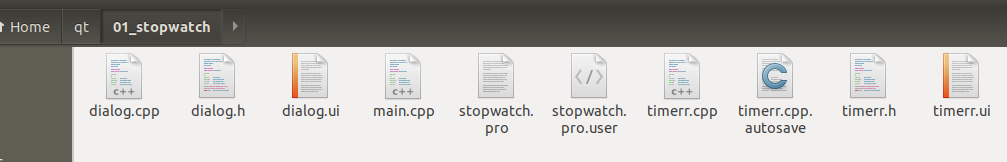 Home qt 01_stopwatch
c++ c++ c++ C
dialog.cpp dialog.h dialog.ui main.cpp stopwatch. stopwatch. timerr.cpp timerr.cpp. timerr.h timerr.ui
pro pro.user autosave